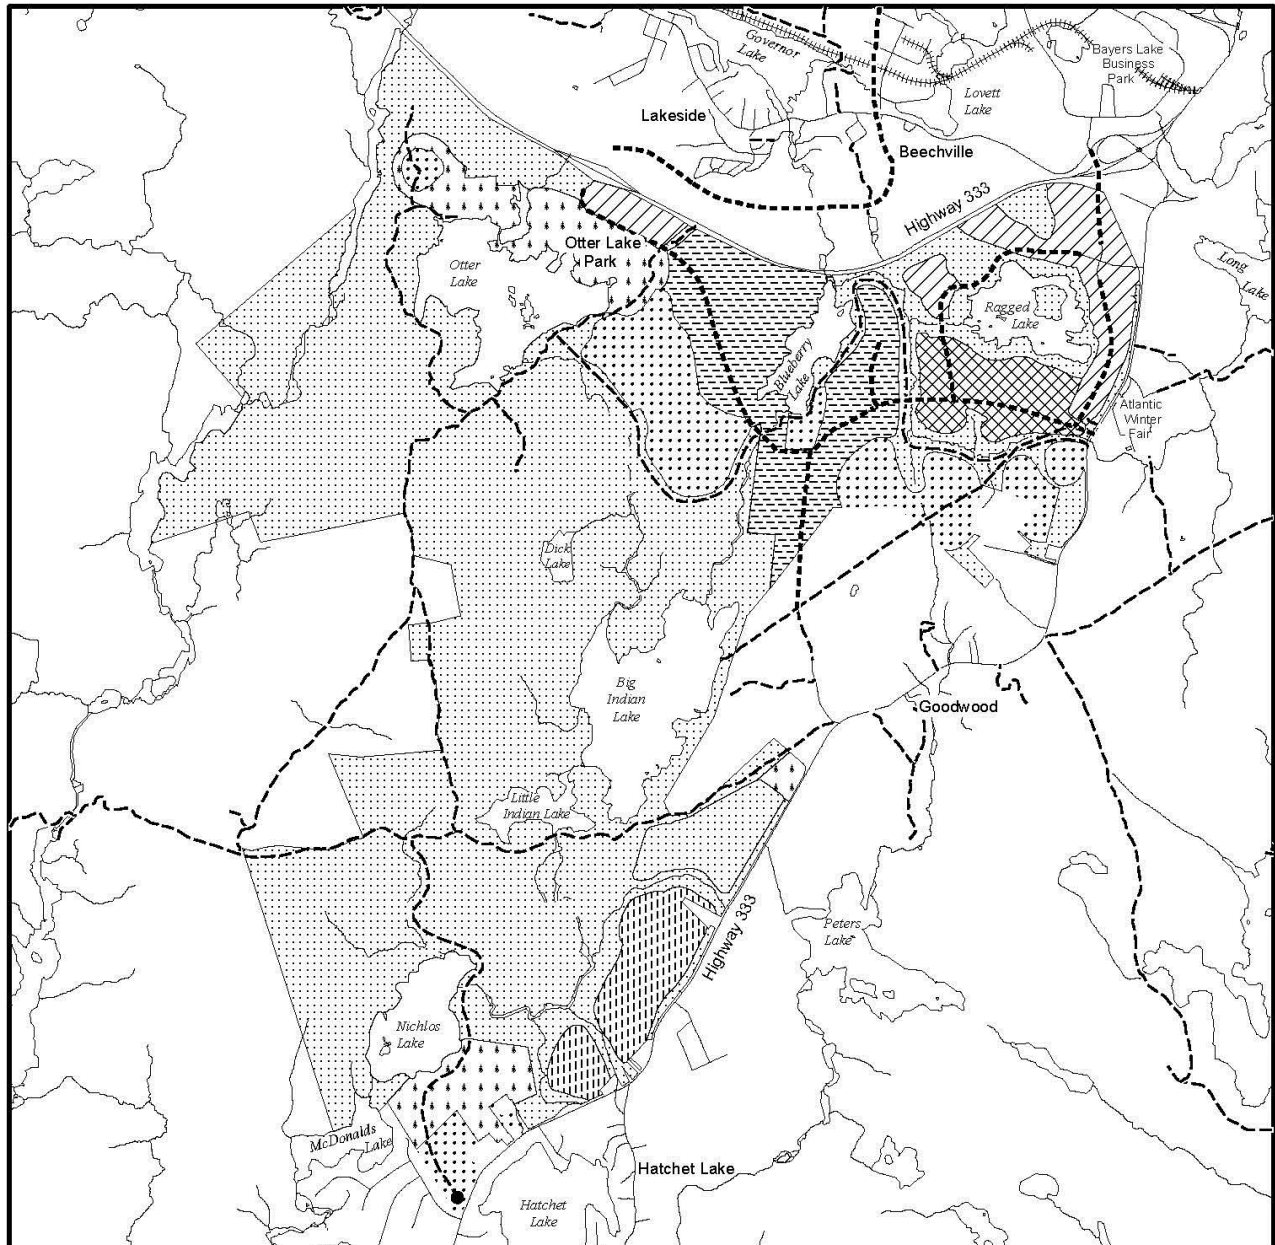 Governor
Lake
Bayers Lake
Business
Park
Lakeside
Lovett
Lake
Beechville
Highway 333
Otter Lake
Park
Otter
Lake
Long
Lake
Ragged
Lake
Blueberry
Lake
Atlantic
Winter
Fair
Dick
Lake
Big
Indian
Lake
Goodwood
Little
Indian Lake
Highway 333
Peters
Lake
Nichlos
Lake
McDonalds
Lake
Hatchet Lake
Hatchet
Lake